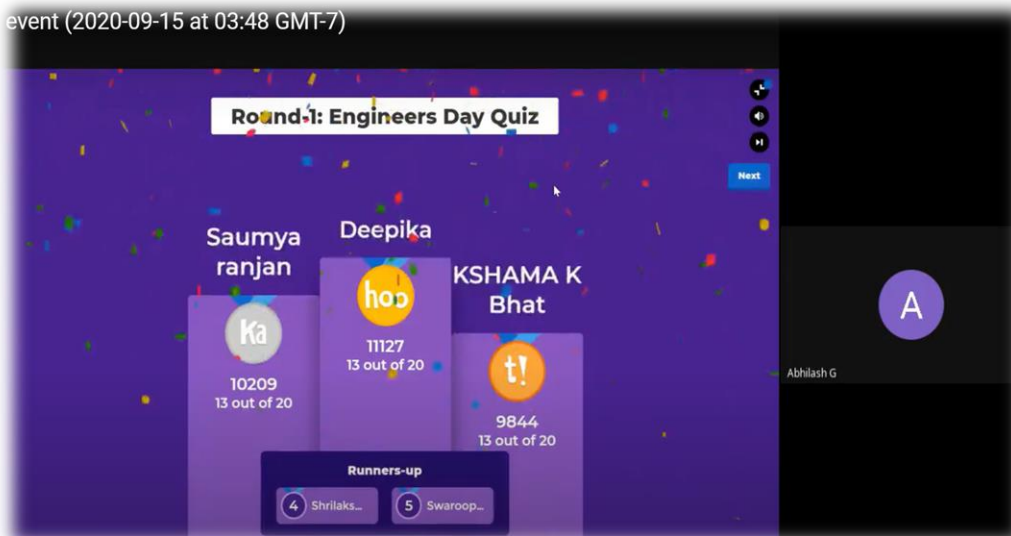 event (2020-09-15 at 03:48 GMT-7)
Round-1: Engineers Day Quiz
Next
Deepika
Saumya
ranjan
KSHAMA K
Bhat
Ka
hoo
t!
11127
13 out of 20
10209
13 out of 20
9844
13 out of 20
Runners-up
4 Shrilaks...
5 Swaroop...
A
Abhilash G